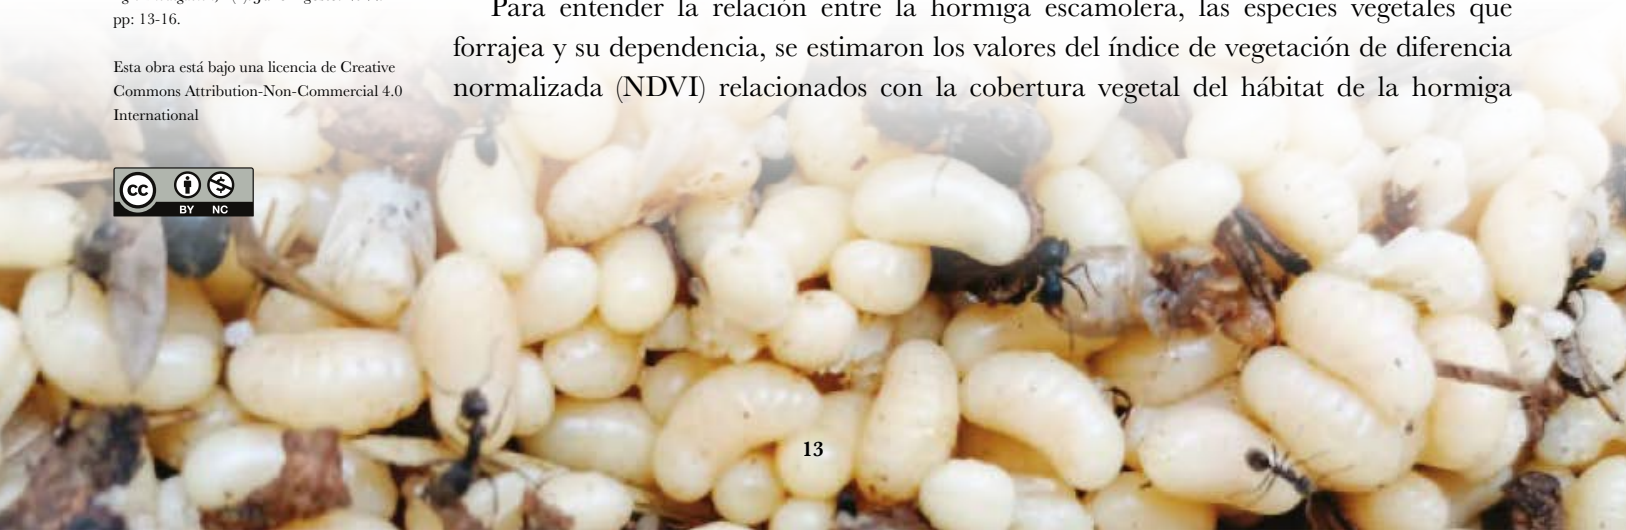 pp: 13-16.
Esta obra está bajo una licencia de Creative
Commons Attribution-Non-Commercial 4.0
International
cc
BY NC
Para entender la relación entre la hormiga escamolera, las especies vegetales que
forrajea y su dependencia, se estimaron los valores del índice de vegetación de diferencia
normalizada (NDVI) relacionados con la cobertura vegetal del hábitat de la hormiga
13